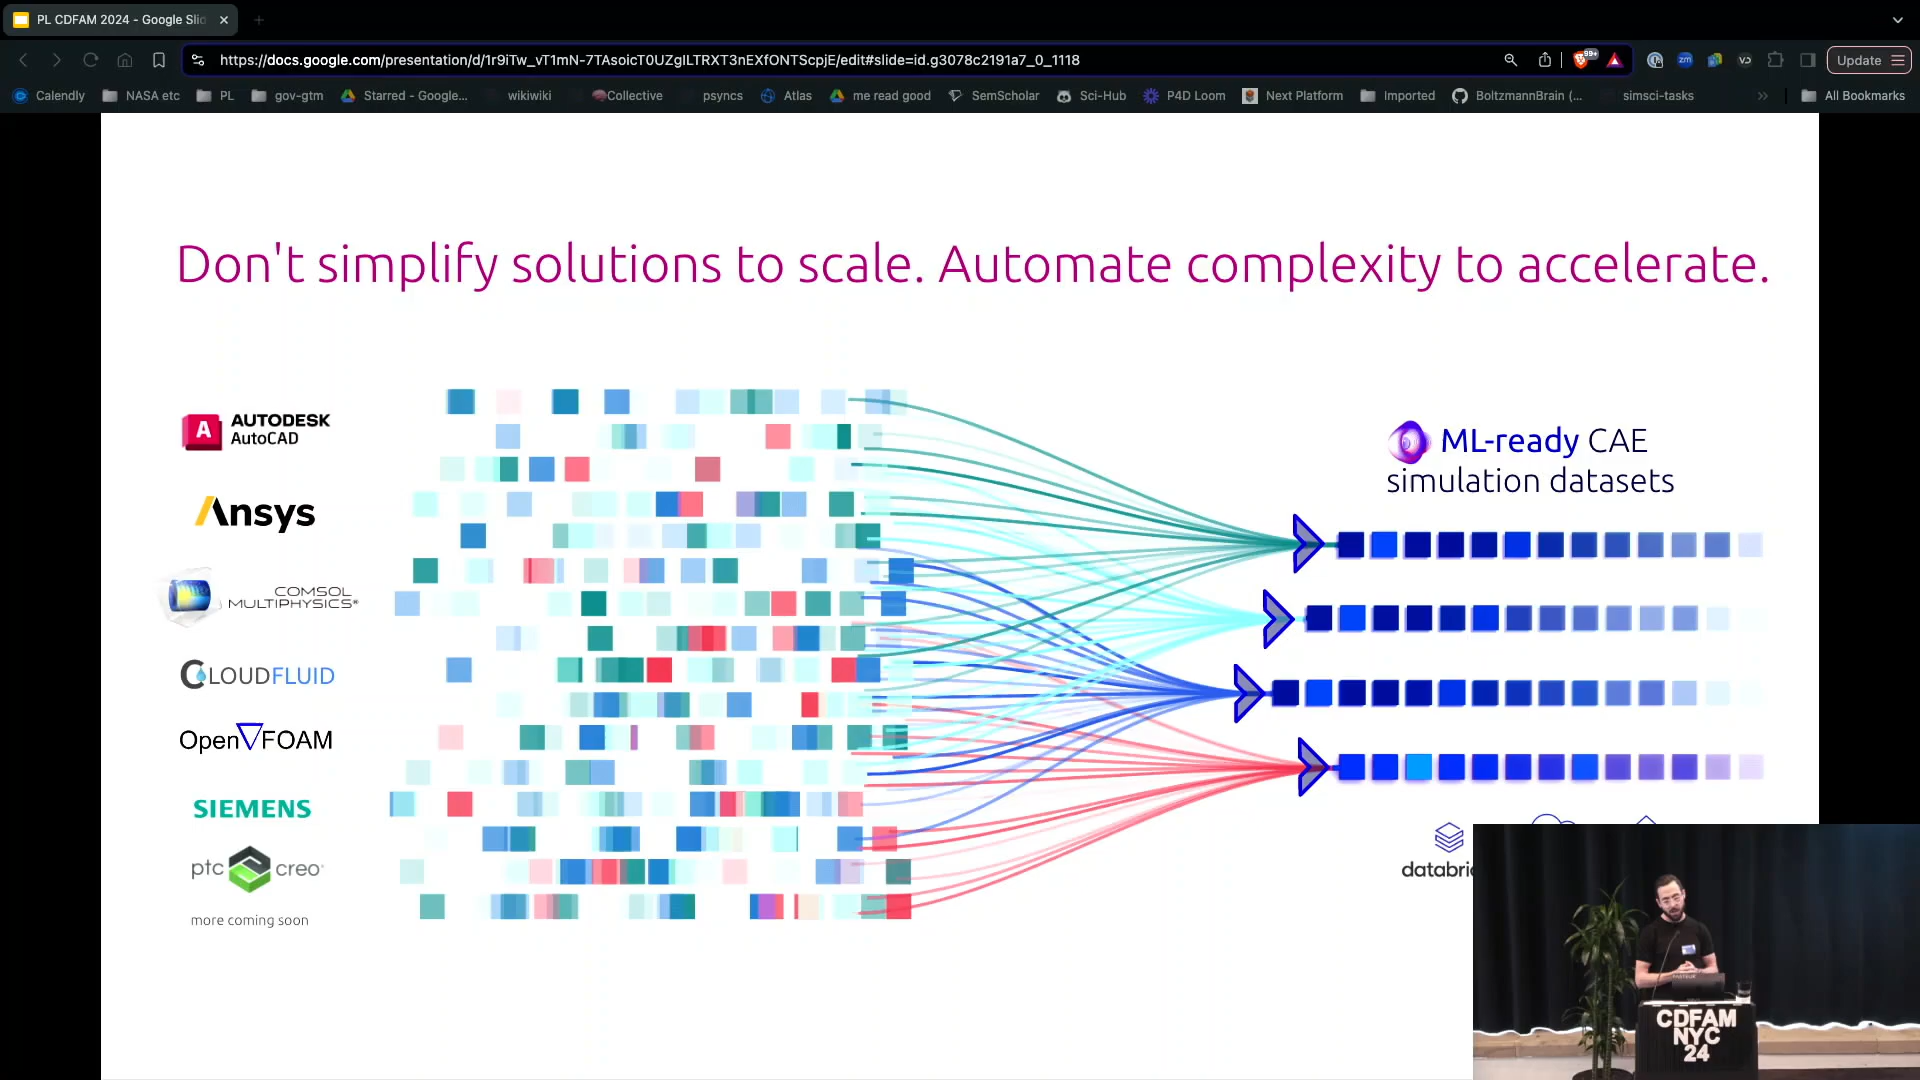 PL CDFAM 2024 - Google Slid
https://docs.google.com/presentation/d/1r9iTw_vT1mN-7TAsoicT0UZgILTRXT3nEXfONTScpjE/edit#slide=id.g3078c2191a7_0_1118
99+
zm
Update
Calendly
NASA etc
PL
gov-gtm
Starred - Google...
wikiwiki
Collective
psyncs
Atlas
me read good
SemScholar
Sci-Hub
P4D Loom
Next Platform
Imported
BoltzmannBrain (...
simsci-tasks
All Bookmarks
Don't simplify solutions to scale. Automate complexity to accelerate.
A AUTODESK
AutoCAD
Ansys
COMSOL
MULTIPHYSICS®
CLOUDFLUID
OpenFOAM
SIEMENS
ptc creo
more coming soon
ML-ready CAE
simulation datasets
databric
CDFAM
NYC
24